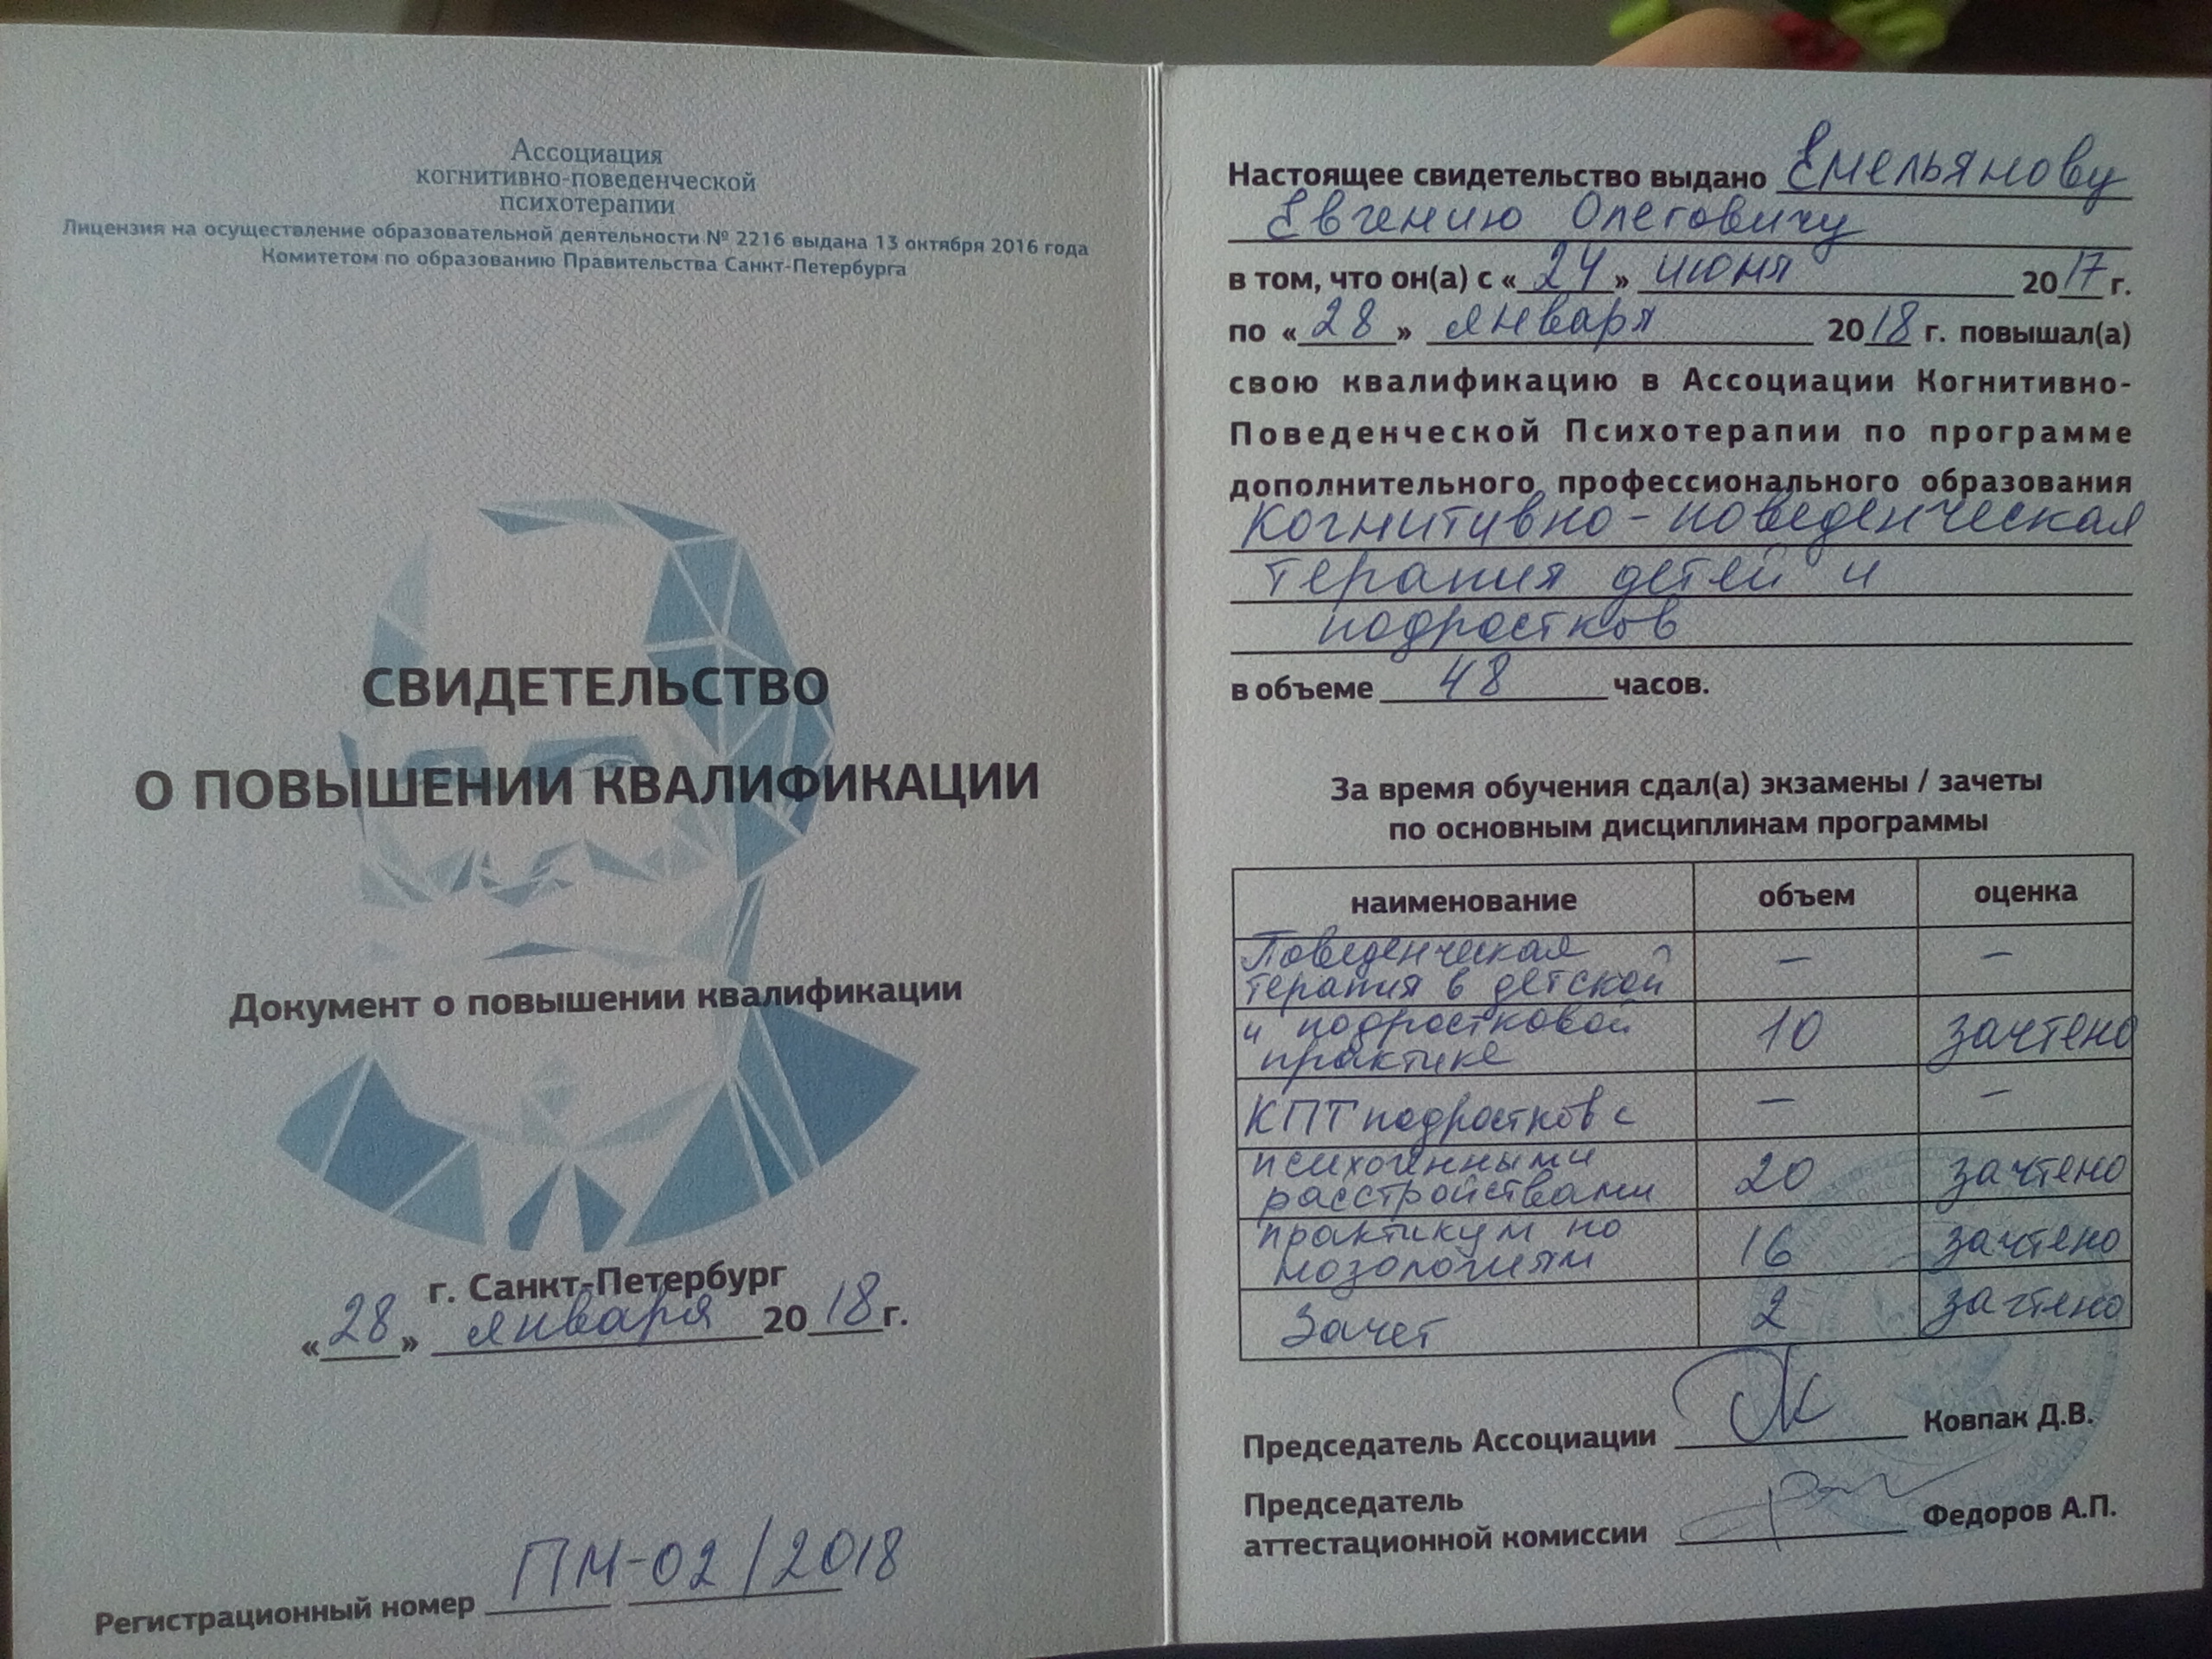 Ассоциация
когнитивно-поведенческой
психотерапии
Лицензия на осуществление образовательной деятельности № 2216 выдана 13 октября 2016 года
Комитетом по образованию Правительства Санкт-Петербурга
СВИДЕТЕЛЬСТВО
О ПОВЫШЕНИИ КВАЛИФИКАЦИИ
Документ о повышении квалификации
г. Санкт-Петербург
«28» января 2018 г.
Регистрационный номер ПМ-02/2018
Настоящее свидетельство выдано Емельянову
Евгению Олеговичу
в том, что он(а) с «24» июня 2017 г.
по «28» января 2018 г. повышал(а)
свою квалификацию в Ассоциации Когнитивно-
Поведенческой Психотерапии по программе
дополнительного профессионального образования
Когнитивно-поведенческая
терапия детей и
подростков
в объеме 48 часов.
За время обучения сдал(а) экзамены / зачеты
по основным дисциплинам программы
наименование объем оценка
Поведенческая
терапия в детской — —
и подростковой
практике 10 зачтено
КПТ подростков с — —
психогенными
расстройствами 20 зачтено
практикум по
нозологиям 16 зачтено
Зачет 2 зачтено
Председатель Ассоциации Ковпак Д.В.
Председатель
аттестационной комиссии Федоров А.П.